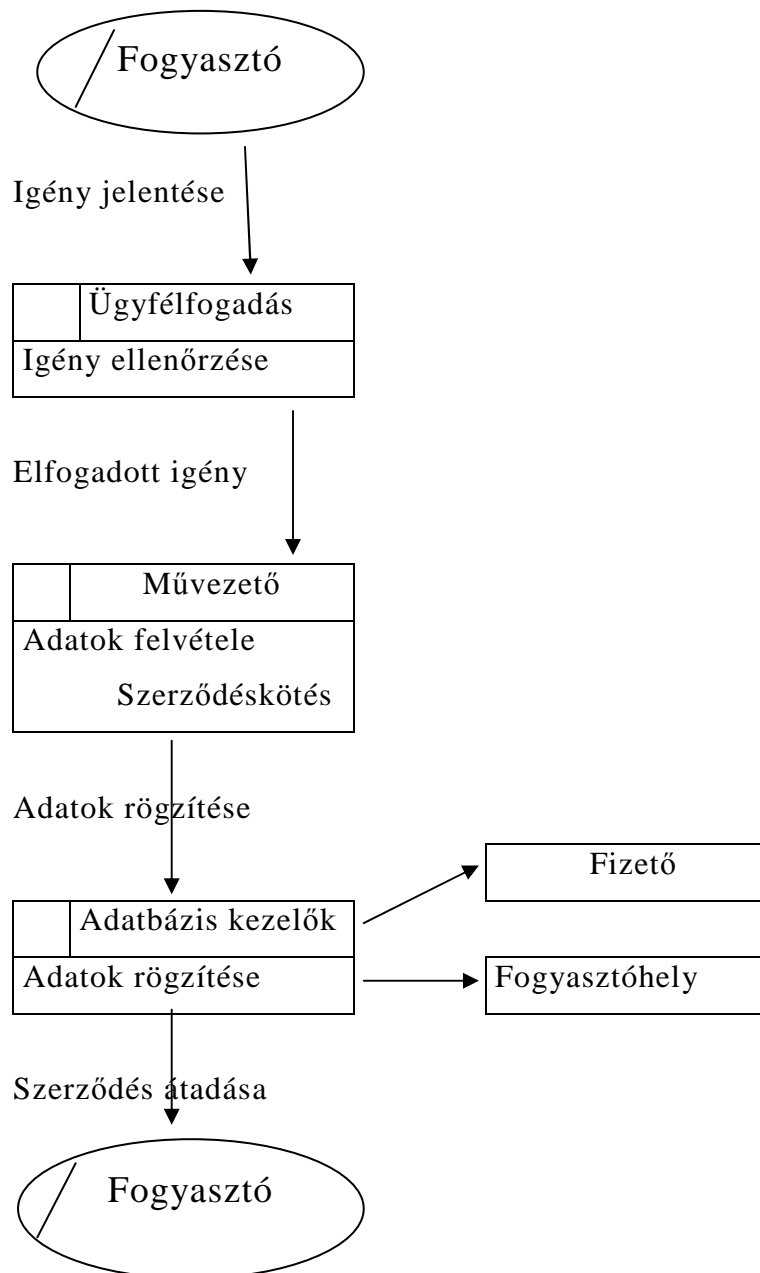 Fogyasztó
Igény jelentése
Ügyfélfogadás
Igény ellenőrzése
Elfogadott igény
Művezető
Adatok felvétele
Szerződéskötés
Adatok rögzítése
Fizető
Adatbázis kezelők
Adatok rögzítése
Fogyasztóhely
Szerződés átadása
Fogyasztó